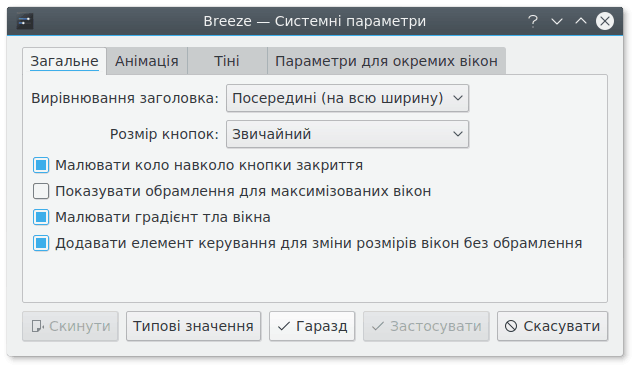 Breeze — Системні параметри
Загальне Анімація Тіні Параметри для окремих вікон
Вирівнювання заголовка: Посередині (на всю ширину)
Розмір кнопок: Звичайний
Малювати коло навколо кнопки закриття
Показувати обрамлення для максимізованих вікон
Малювати градієнт тла вікна
Додавати елемент керування для зміни розмірів вікон без обрамлення
Скинути Типові значення Гаразд Застосувати Скасувати